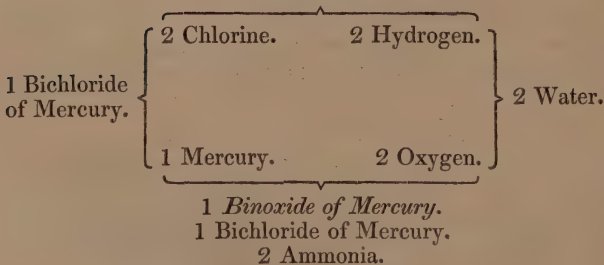 2 Chlorine. 2 Hydrogen.
1 Bichloride
of Mercury.
2 Water.
1 Mercury. 2 Oxygen.
1 Binoxide of Mercury.
1 Bichloride of Mercury.
2 Ammonia.